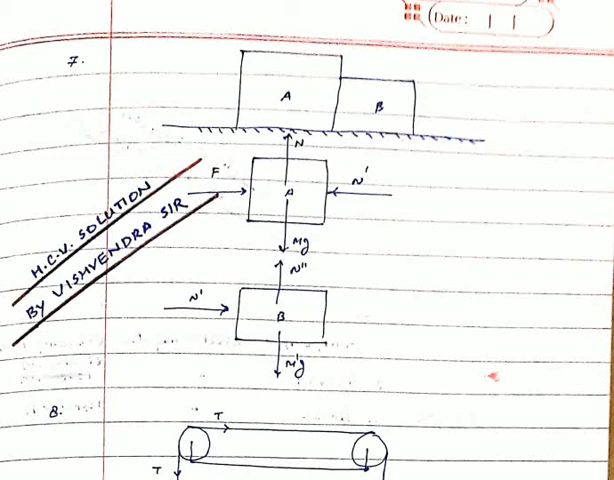 Date: | |
7.
A
B
N
F
A
N'
Mg
H.C.V. SOLUTION
BY VISHVENDRA SIR
N"
N'
B
M'g
8.
T
T